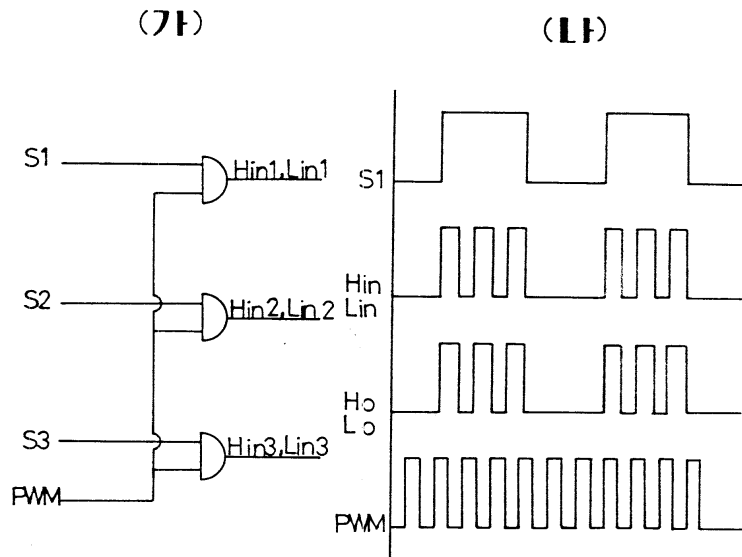 (가)
(나)
S1
Hin1,Lin1
S2
Hin2,Lin2
S3
Hin3,Lin3
PWM
S1
Hin
Lin
Ho
Lo
PWM